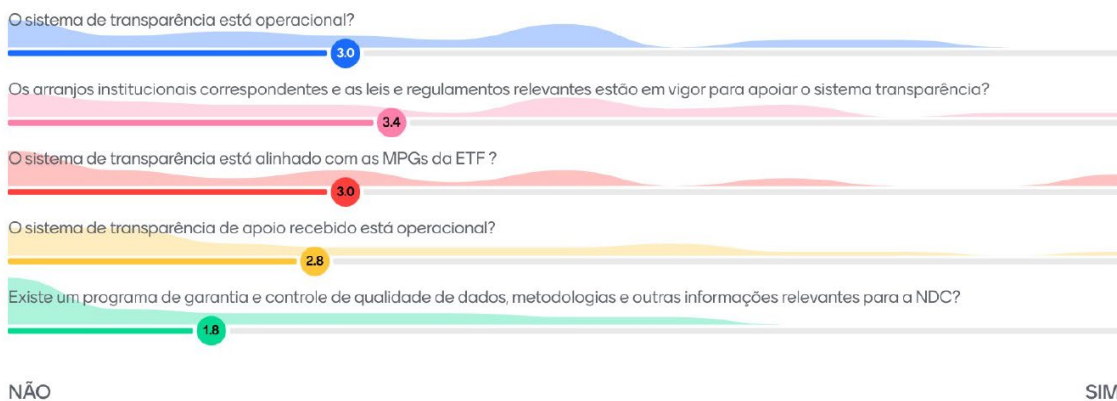 O sistema de transparência está operacional?
3.0
Os arranjos institucionais correspondentes e as leis e regulamentos relevantes estão em vigor para apoiar o sistema transparência?
3.4
O sistema de transparência está alinhado com as MPGs da ETF ?
3.0
O sistema de transparência de apoio recebido está operacional?
2.8
Existe um programa de garantia e controle de qualidade de dados, metodologias e outras informações relevantes para a NDC?
1.8
NÃO SIM